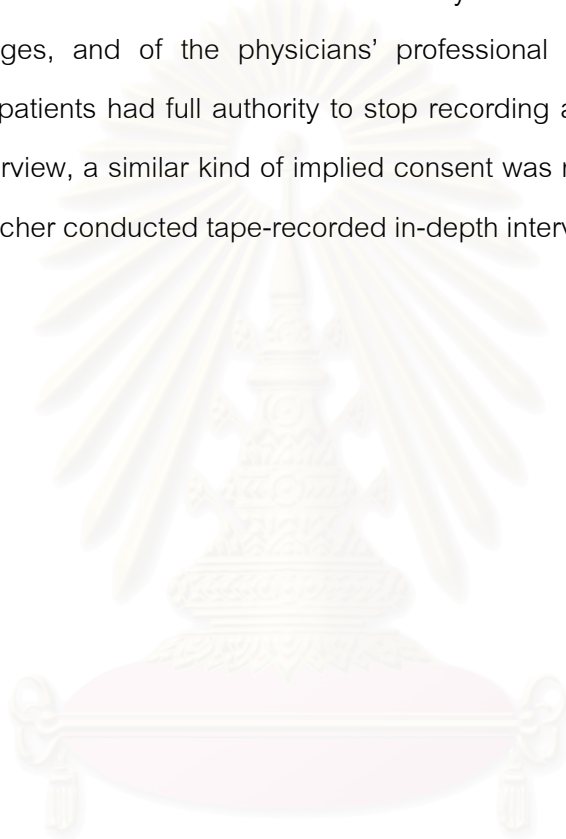 ges, and of the physicians’ professional
patients had full authority to stop recording a
rview, a similar kind of implied consent was r
cher conducted tape-recorded in-depth interv